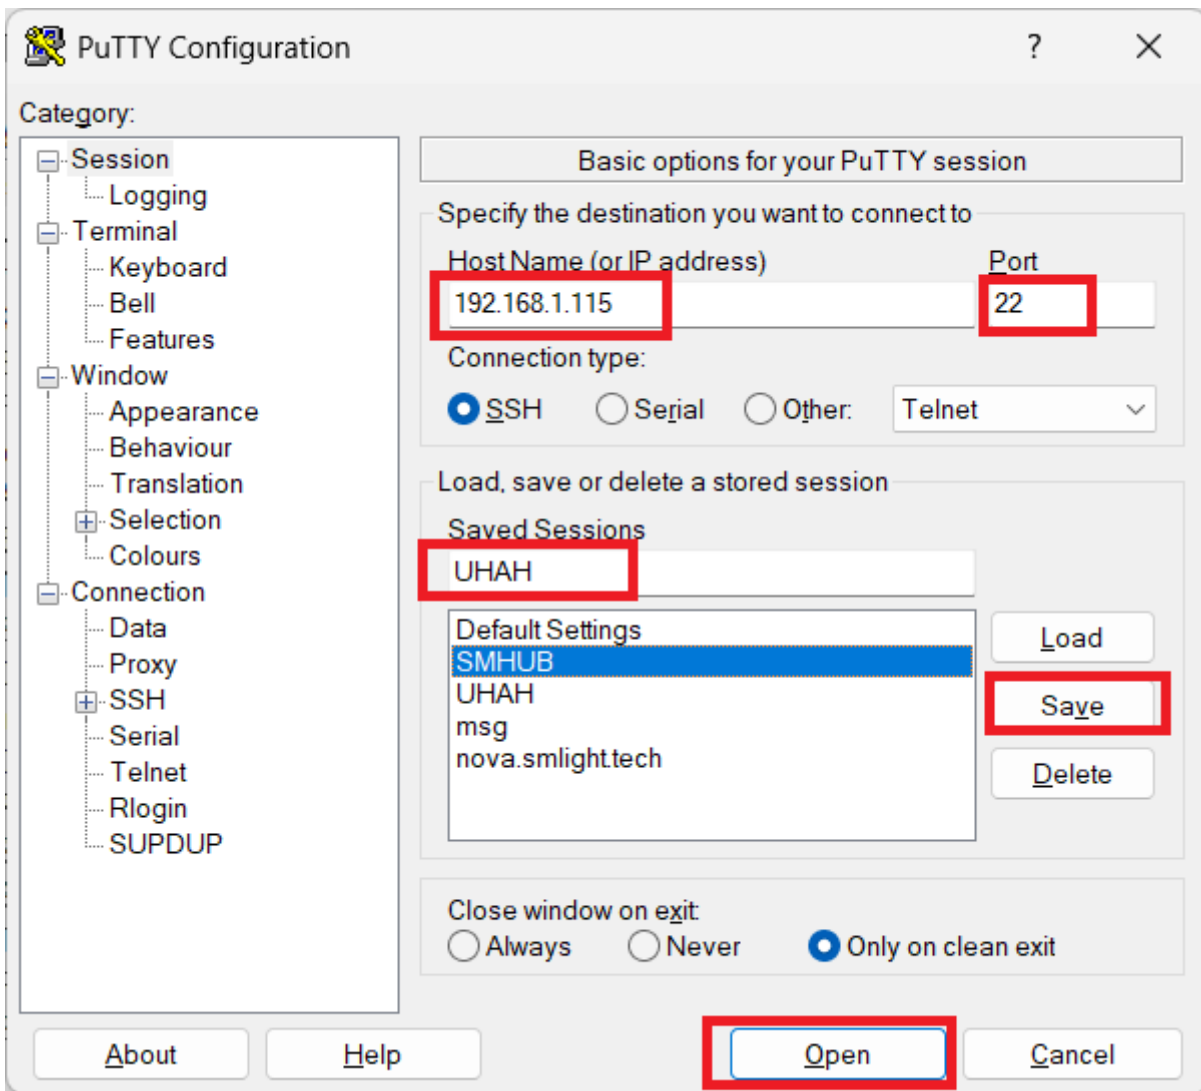 PuTTY Configuration
?
Category:
Session
Logging
Terminal
Keyboard
Bell
Features
Window
Appearance
Behaviour
Translation
Selection
Colours
Connection
Data
Proxy
SSH
Serial
Telnet
Rlogin
SUPDUP
Basic options for your PuTTY session
Specify the destination you want to connect to
Host Name (or IP address) Port
192.168.1.115 22
Connection type:
SSH Serial Other: Telnet
Load, save or delete a stored session
Saved Sessions
UHAH
Default Settings
SMHUB
UHAH
msg
nova.smlight.tech
Load
Save
Delete
Close window on exit:
Always Never Only on clean exit
About Help Open Cancel